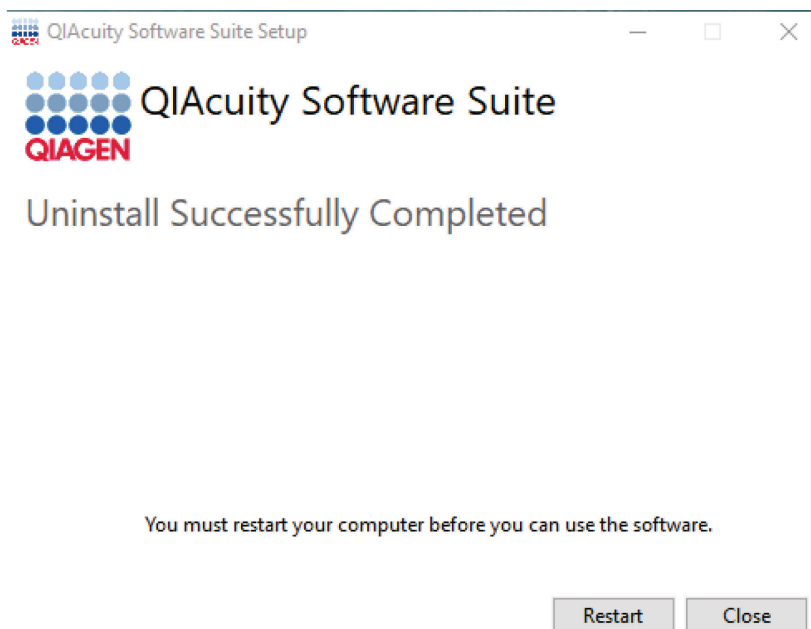 QIAcuity Software Suite Setup
QIAcuity Software Suite
QIAGEN
Uninstall Successfully Completed
You must restart your computer before you can use the software.
Restart Close